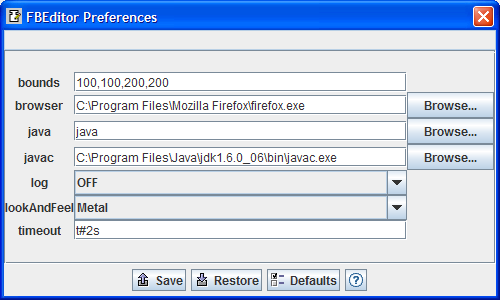 FBEditor Preferences
bounds 100,100,200,200
browser C:\Program Files\Mozilla Firefox\firefox.exe Browse...
java java Browse...
javac C:\Program Files\Java\jdk1.6.0_06\bin\javac.exe Browse...
log OFF
lookAndFeel Metal
timeout t#2s
Save Restore Defaults ?